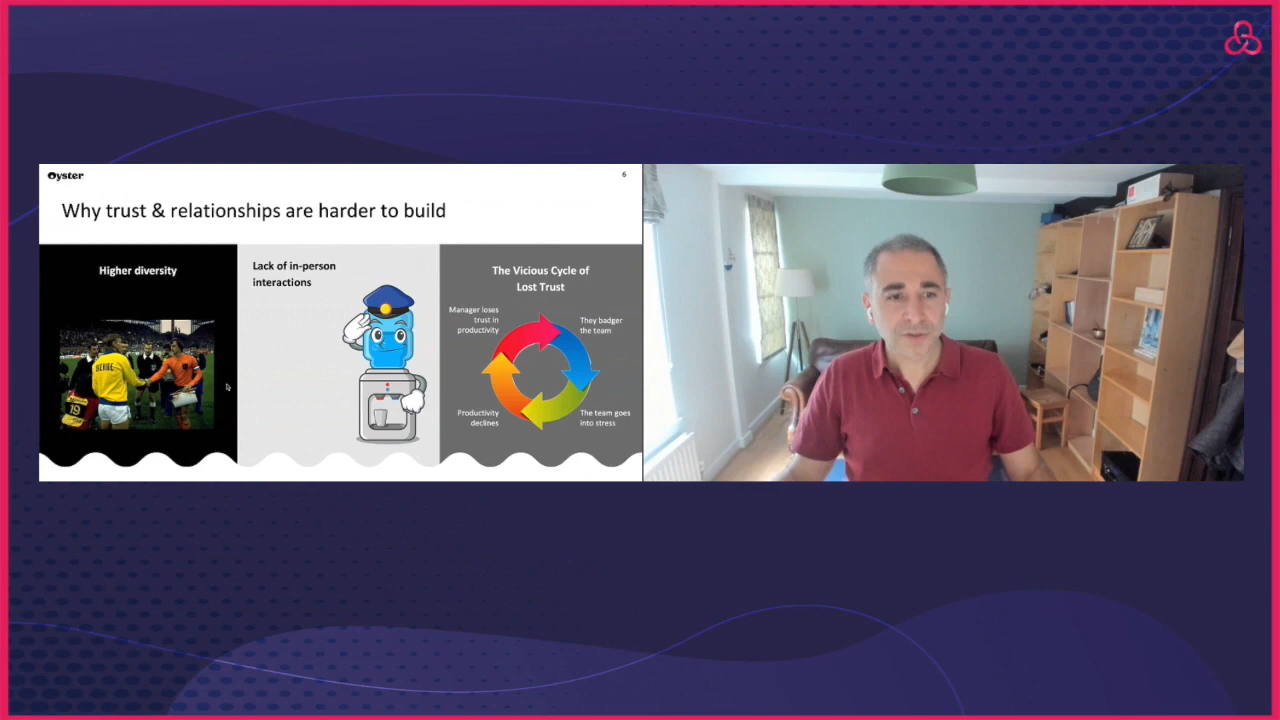 Oyster
6
Why trust & relationships are harder to build
Higher diversity
Lack of in-person
interactions
The Vicious Cycle of
Lost Trust
Manager loses
trust in
productivity
They badger
the team
Productivity
declines
The team goes
into stress
19